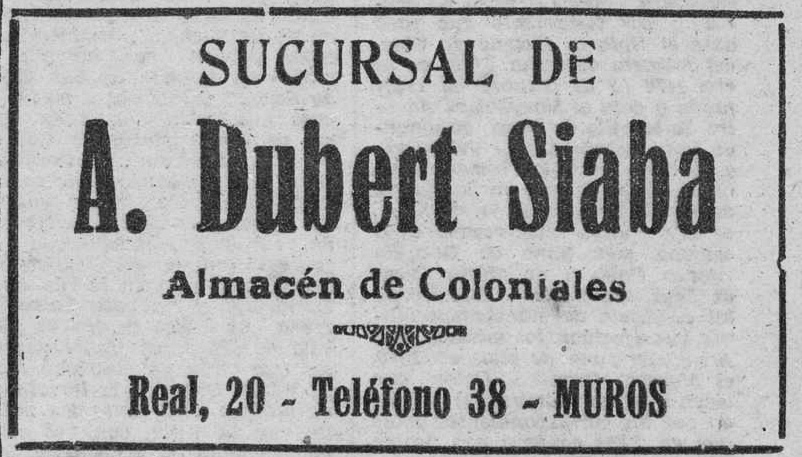 SUCURSAL DE
A. Dubert Siaba
Almacén de Coloniales
Real, 20 - Teléfono 38 - MUROS